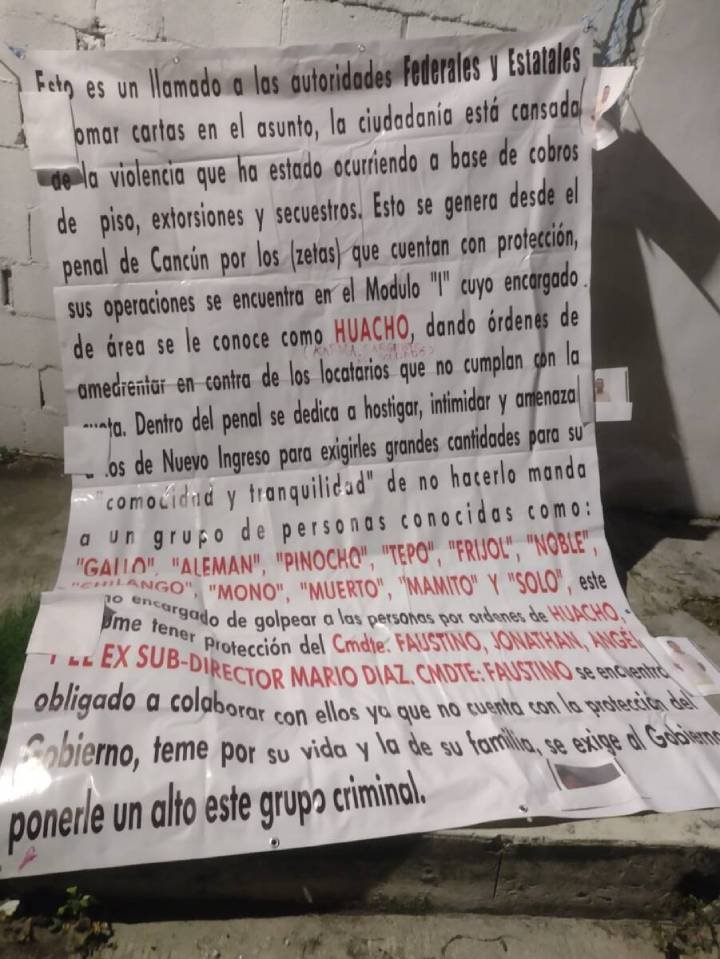 Esto es un llamado a las autoridades Federales y Estatales
omar cartas en el asunto, la ciudadanía está cansada
de la violencia que ha estado ocurriendo a base de cobros
de piso, extorsiones y secuestros. Esto se genera desde el
penal de Cancún por los (zetas) que cuentan con protección,
sus operaciones se encuentra en el Modulo "I" cuyo encargado
de área se le conoce como HUACHO, dando órdenes de
amedrentar en contra de los locatarios que no cumplan con la
Dentro del penal se dedica a hostigar, intimidar y amenaza
os de Nuevo Ingreso para exigirles grandes cantidades para su
"comocidad y tranquilidad" de no hacerlo manda
a un grupo de personas conocidas como:
"GALLO", "ALEMAN", "PINOCHO", "TEPO", "FRIJOL", "NOBLE",
"CHILANGO", "MONO", "MUERTO", "MAMITO" Y "SOLO", este
encargado de golpear a las personas por ordenes de HUACHO,
ume tener Protección del Cmdte: FAUSTINO, JONATHAN, ANGEL
EX SUB-DIRECTOR MARIO DIAZ. CMDTE: FAUSTINO se encuentra
obligado a colaborar con ellos ya que no cuenta con la protección del
Gobierno, teme por su vida y la de su familia, se exige al Gobierno
ponerle un alto este grupo criminal.